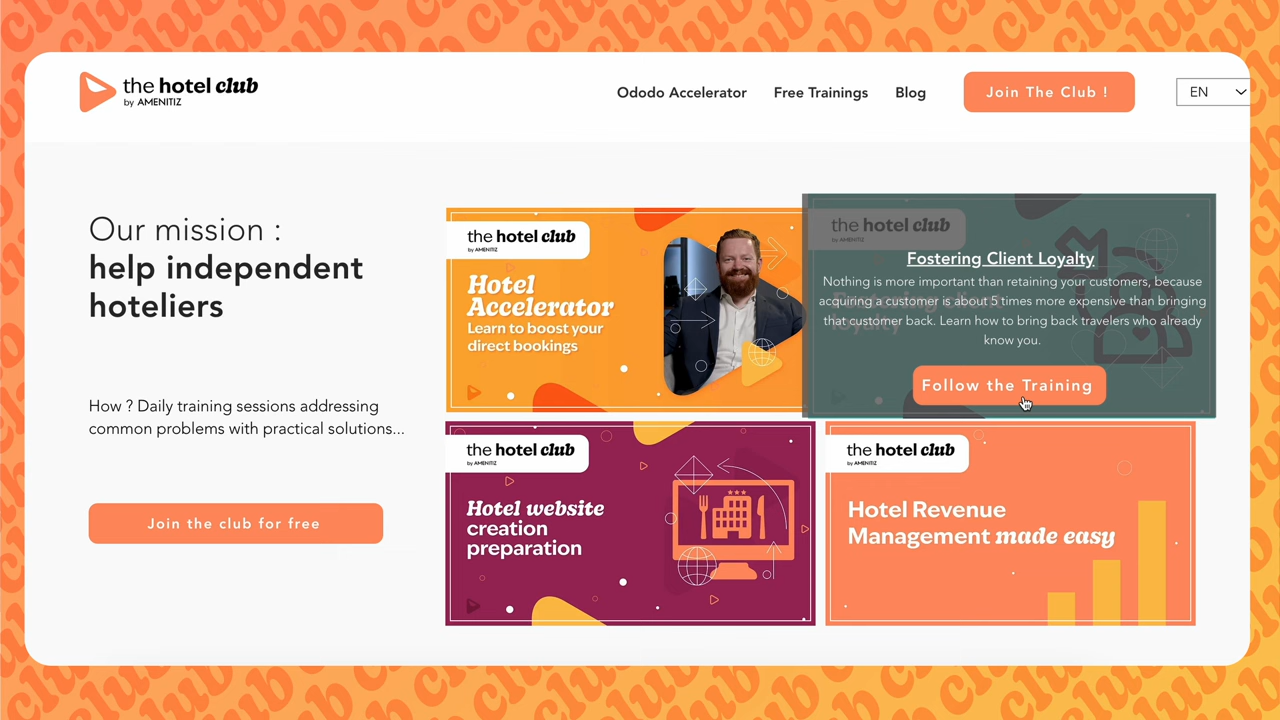 the hotel club
by AMENITIZ
Ododo Accelerator
Free Trainings
Blog
Join The Club !
EN
Our mission :
help independent
hoteliers
How ? Daily training sessions addressing
common problems with practical solutions...
Join the club for free
the hotel club
by AMENITIZ
Hotel
Accelerator
Learn to boost your
direct bookings
the hotel club
by AMENITIZ
Fostering Client Loyalty
Nothing is more important than retaining your customers, because
acquiring a customer is about 5 times more expensive than bringing
that customer back. Learn how to bring back travelers who already
know you.
Follow the Training
the hotel club
by AMENITIZ
Hotel website
creation
preparation
the hotel club
by AMENITIZ
Hotel Revenue
Management made easy